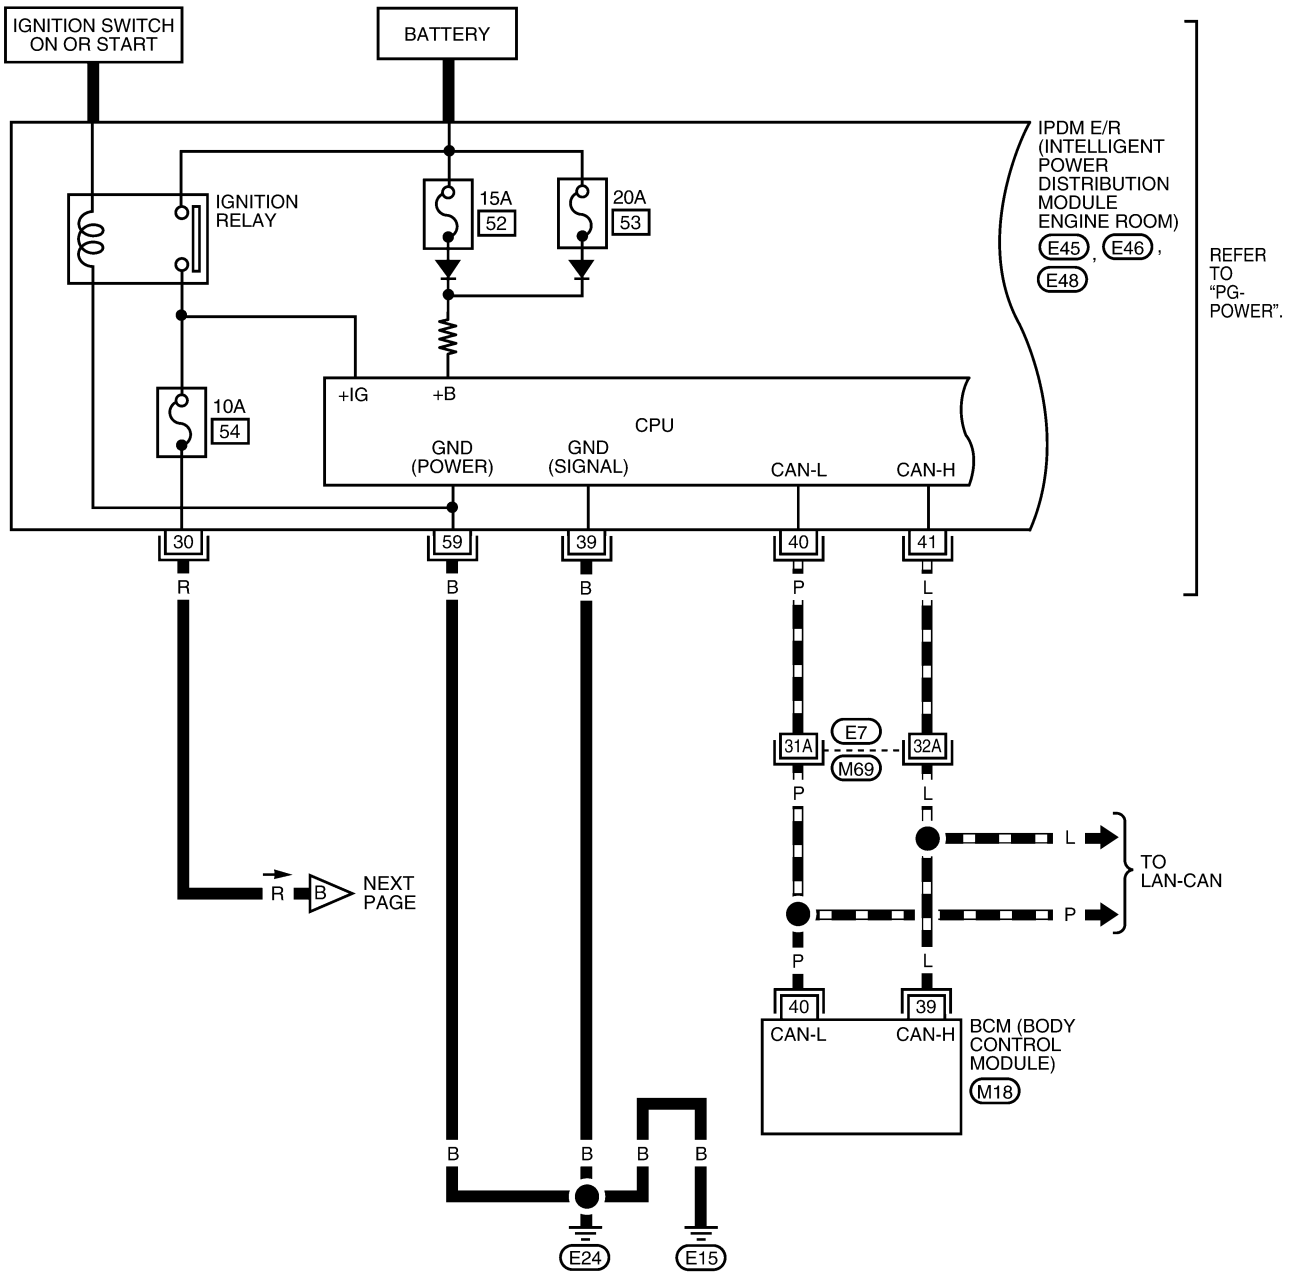 IGNITION SWITCH
ON OR START
BATTERY
IPDM E/R
(INTELLIGENT
POWER
DISTRIBUTION
MODULE
ENGINE ROOM)
E45 , E46 ,
E48
REFER
TO
“PG-
POWER”.
IGNITION
RELAY
15A
52
20A
53
10A
54
+IG
+B
CPU
GND
(POWER)
GND
(SIGNAL)
CAN-L
CAN-H
30
59
39
40
41
R
B
B
P
L
31A
E7
M69
32A
P
L
L
TO
LAN-CAN
P
R
B
NEXT
PAGE
P
L
40
39
CAN-L
CAN-H
BCM (BODY
CONTROL
MODULE)
M18
B
B
B
B
E24
E15